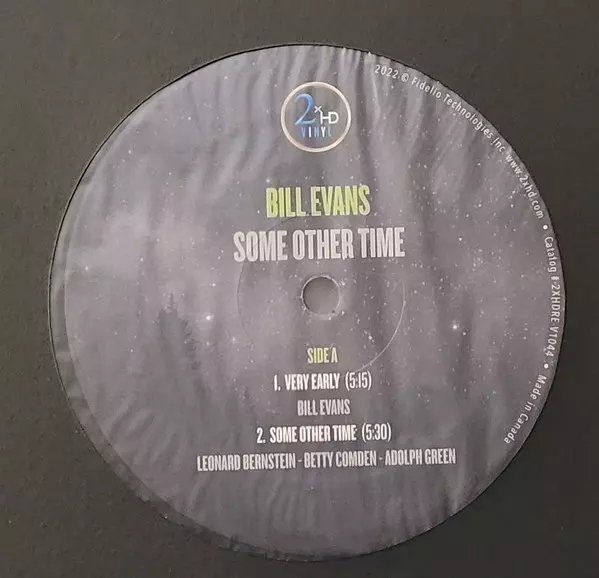 2xHD
VINYL
2022 © Fidelio Technologies Inc. www.2xhd.com • Catalog #2XHDRE-V1044 • Made in Canada
BILL EVANS
SOME OTHER TIME
SIDE A
1. VERY EARLY (5:15)
BILL EVANS
2. SOME OTHER TIME (5:30)
LEONARD BERNSTEIN - BETTY COMDEN - ADOLPH GREEN